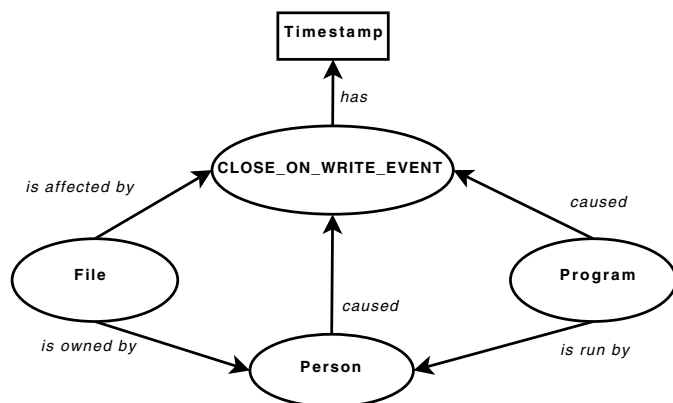 Timestamp
has
CLOSE_ON_WRITE_EVENT
is affected by
caused
File
Program
caused
is owned by
is run by
Person